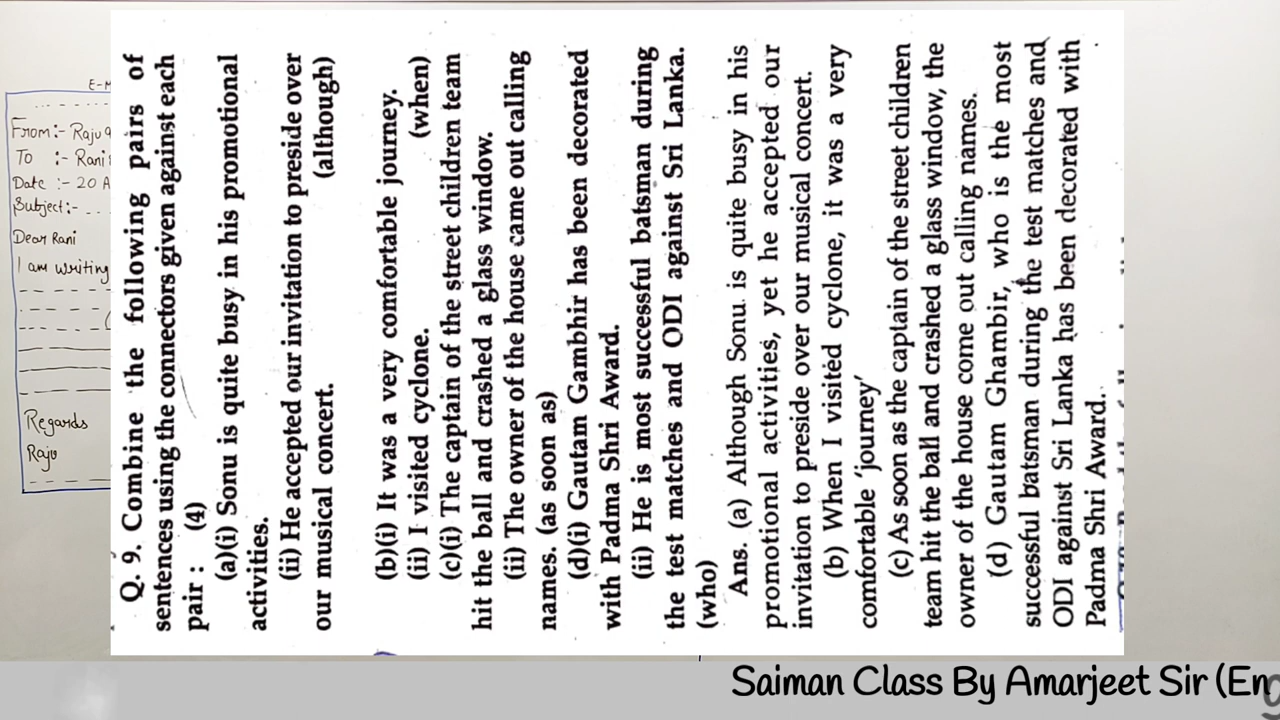 E-M
From:- Raju
To :- Rani
Date :- 20 A
Subject:-
Dear Rani
I am writing
Regards
Raju
Q. 9. Combine the following pairs of
sentences using the connectors given against each
pair : (4)
(a)(i) Sonu is quite busy in his promotional
activities.
(ii) He accepted our invitation to preside over
our musical concert. (although)
(b)(i) It was a very comfortable journey.
(ii) I visited cyclone. (when)
(c)(i) The captain of the street children team
hit the ball and crashed a glass window.
(ii) The owner of the house came out calling
names. (as soon as)
(d)(i) Gautam Gambhir has been decorated
with Padma Shri Award.
(ii) He is most successful batsman during
the test matches and ODI against Sri Lanka.
(who)
Ans. (a) Although Sonu is quite busy in his
promotional activities, yet he accepted our
invitation to preside over our musical concert.
(b) When I visited cyclone, it was a very
comfortable 'journey'
(c) As soon as the captain of the street children
team hit the ball and crashed a glass window, the
owner of the house come out calling names.
(d) Gautam Ghambir, who is the most
successful batsman during the test matches and
ODI against Sri Lanka has been decorated with
Padma Shri Award.
Saiman Class By Amarjeet Sir (En